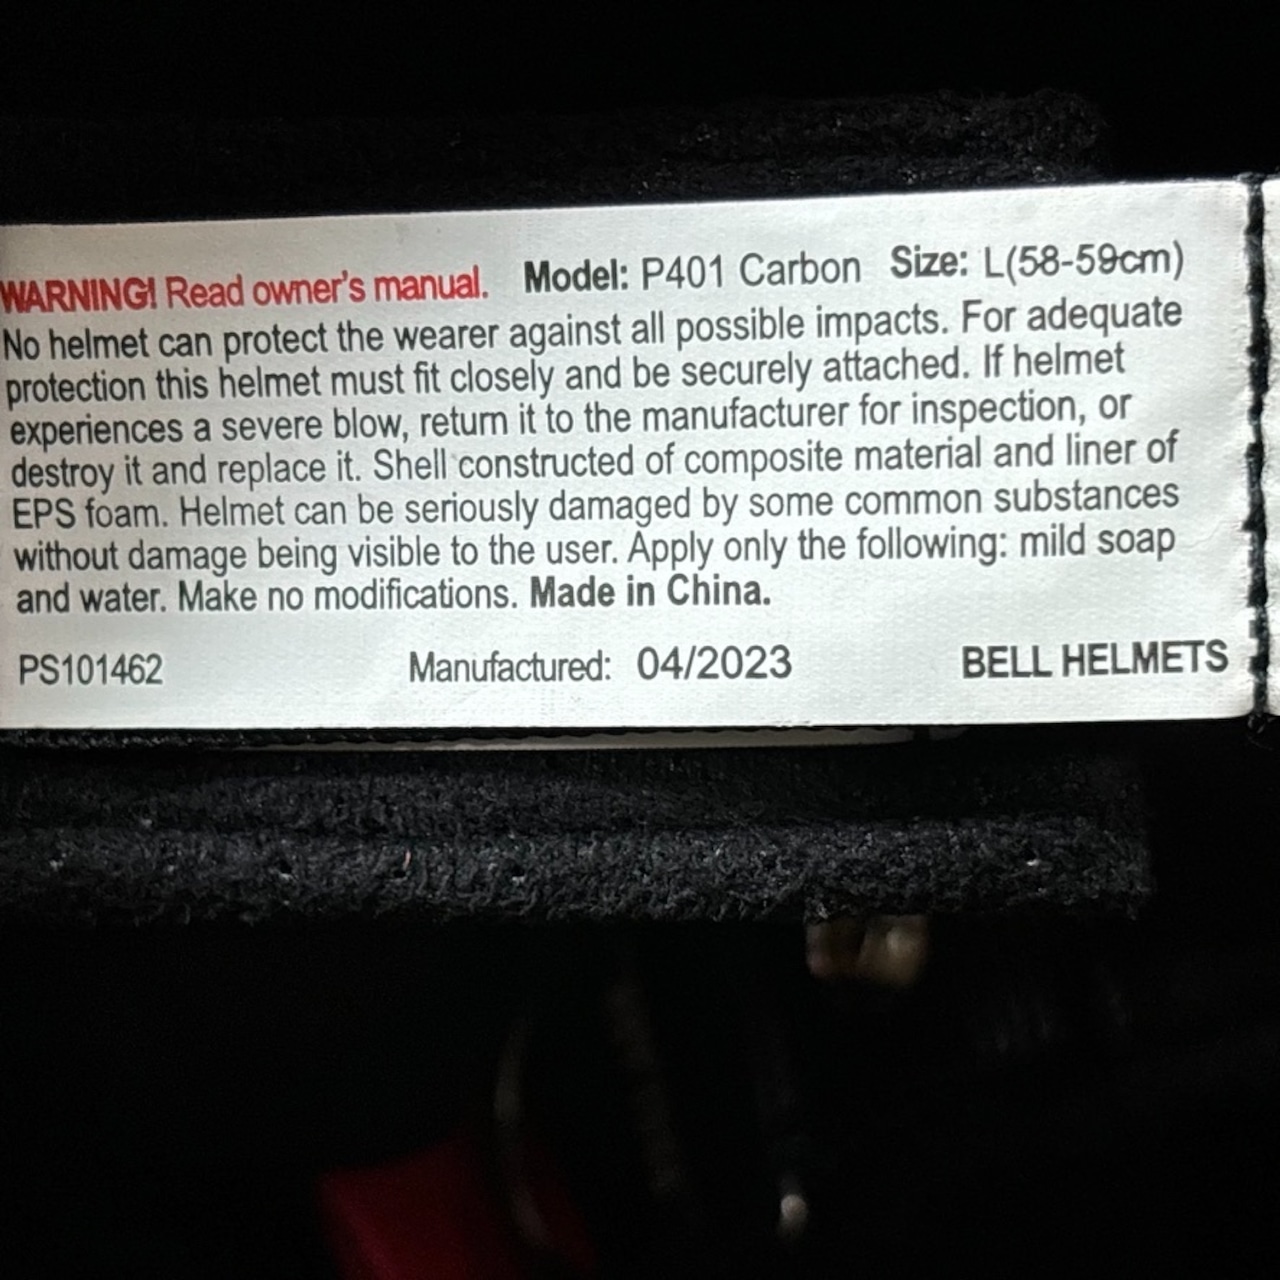 WARNING! Read owner's manual. Model: P401 Carbon Size: L(58-59cm)
No helmet can protect the wearer against all possible impacts. For adequate
protection this helmet must fit closely and be securely attached. If helmet
experiences a severe blow, return it to the manufacturer for inspection, or
destroy it and replace it. Shell constructed of composite material and liner of
EPS foam. Helmet can be seriously damaged by some common substances
without damage being visible to the user. Apply only the following: mild soap
and water. Make no modifications. Made in China.
PS101462 Manufactured: 04/2023 BELL HELMETS